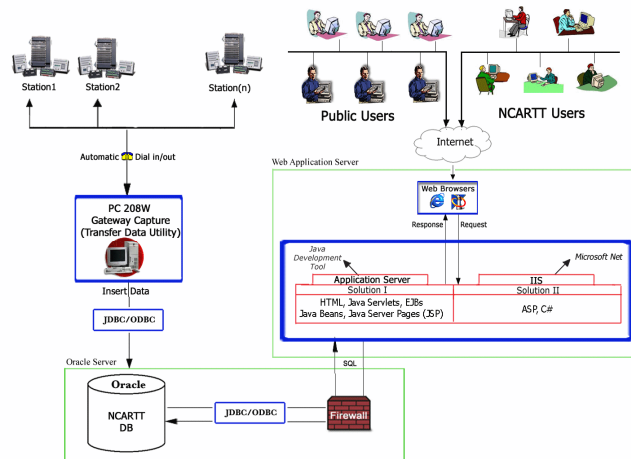 Station1
Station2
Station(n)
Public Users
NCARTT Users
Internet
Automatic Dial in/out
Web Application Server
Web Browsers
PC 208W
Gateway Capture
(Transfer Data Utility)
Response
Request
Java
Development
Tool
Microsoft Net
Application Server
IIS
Solution I
Solution II
HTML, Java Servlets, EJBs
Java Beans, Java Server Pages (JSP)
ASP, C#
Insert Data
JDBC/ODBC
SQL
Oracle Server
Oracle
NCARTT
DB
JDBC/ODBC
Firewall